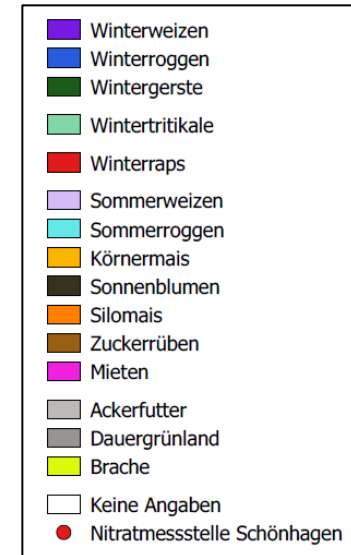 Winterweizen
Winterroggen
Wintergerste
Wintertritikale
Winterraps
Sommerweizen
Sommerroggen
Körnermais
Sonnenblumen
Silomais
Zuckerrüben
Mieten
Ackerfutter
Dauergrünland
Brache
Keine Angaben
Nitratmessstelle Schönhagen